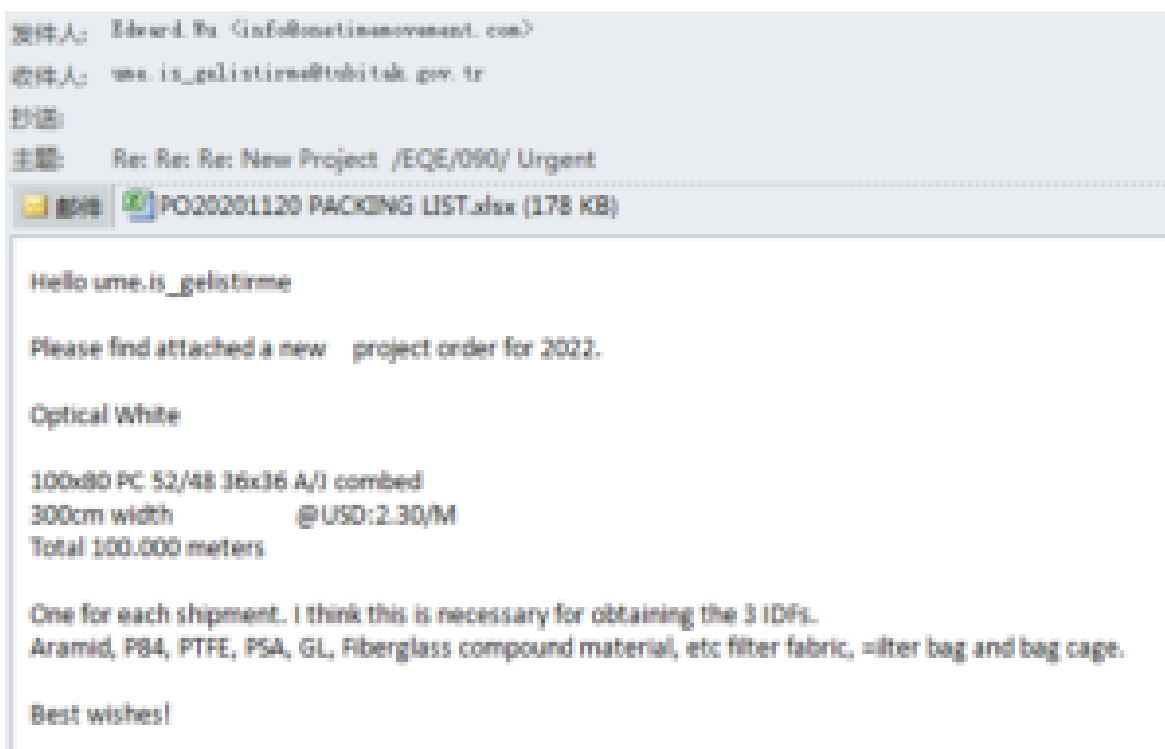 发件人: Edward.Wu <info@onetimemovement.com>
收件人: ume.is_gelistirme@tubitak.gov.tr
抄送:
主题: Re: Re: Re: New Project /EQE/090/ Urgent
邮件 PO20201120 PACKING LIST.xlsx (178 KB)
Hello ume.is_gelistirme
Please find attached a new project order for 2022.
Optical White
100x80 PC 52/48 36x36 A/J combed
300cm width @USD:2.30/M
Total 100.000 meters
One for each shipment. I think this is necessary for obtaining the 3 IDFs.
Aramid, P84, PTFE, PSA, GL, Fiberglass compound material, etc filter fabric, =ilter bag and bag cage.
Best wishes!